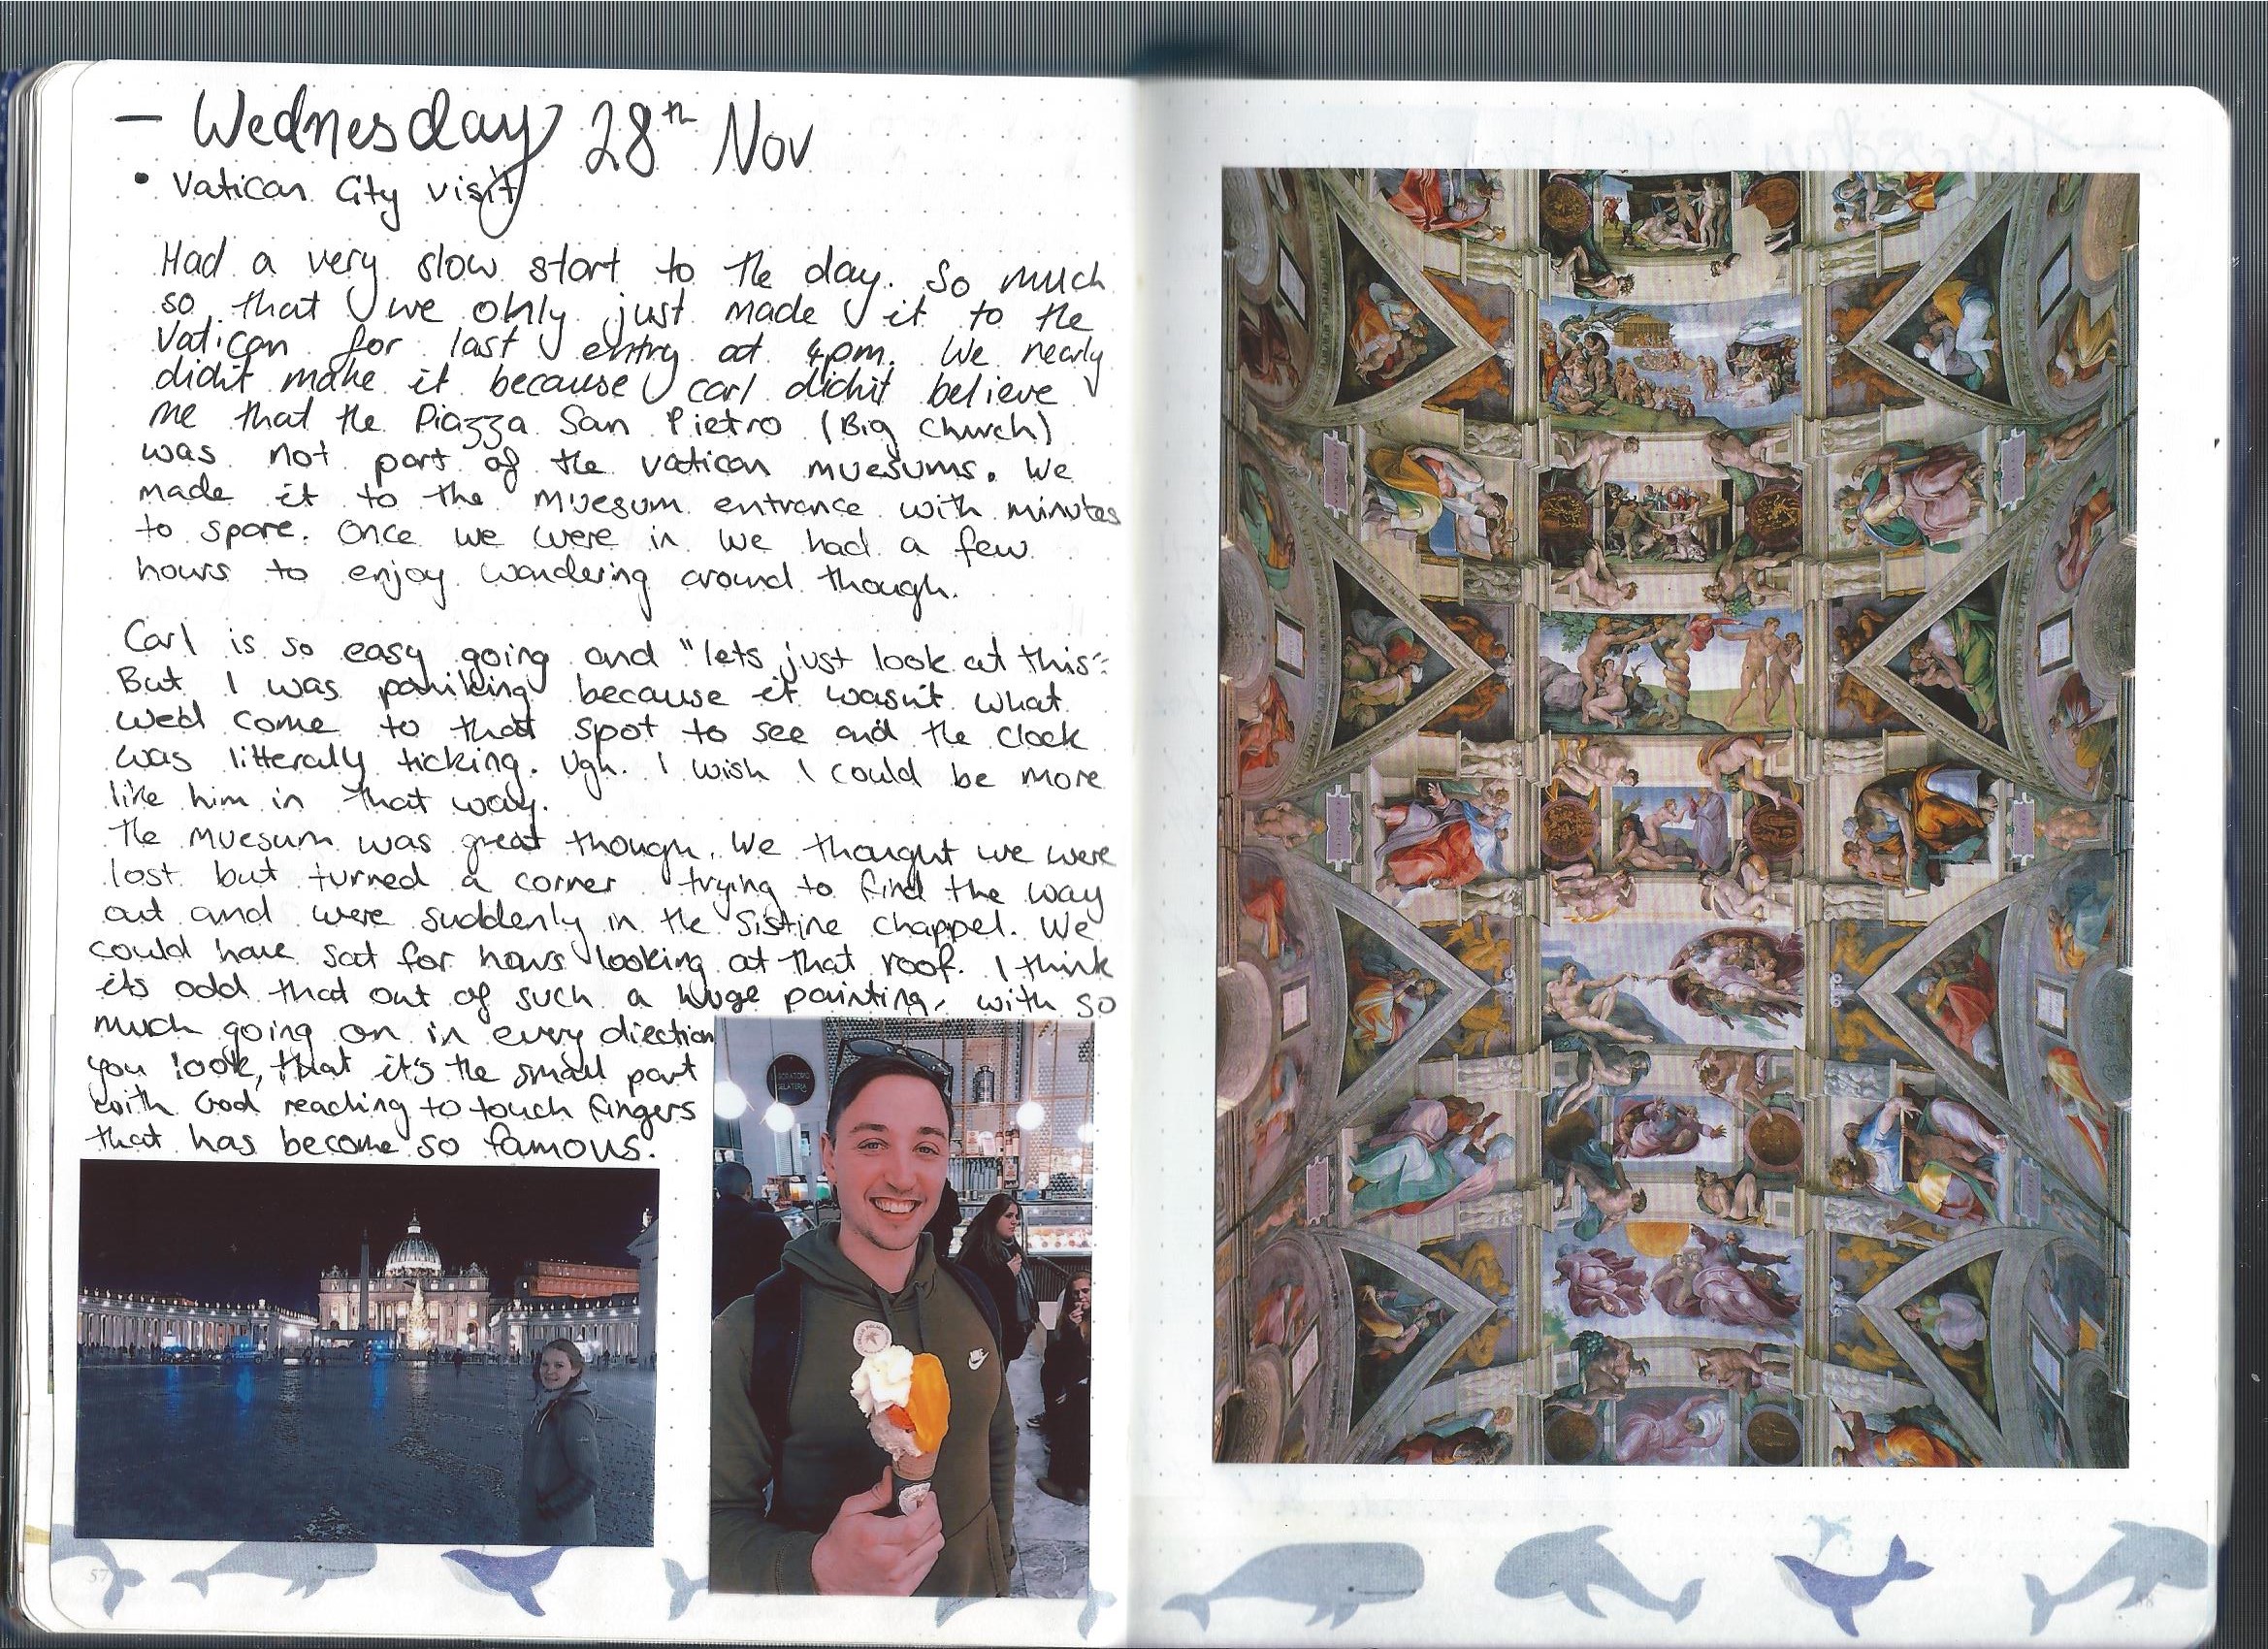 – Wednesday 28th Nov
• Vatican City visit
Had a very slow start to the day. So much
so that we only just made it to the
Vatican for last entry at 4pm. We nearly
didn't make it because Carl didn't believe
me that the Piazza San Pietro (Big Church)
was not part of the vatican muesums. We
made it to the muesum entrance with minutes
to spare. Once we were in we had a few
hours to enjoy wandering around though.
Carl is so easy going and "lets just look at this".
But I was paniking because it wasn't what
we'd come to that spot to see and the clock
was litterally ticking. Ugh. I wish I could be more
like him in that way.
The muesum was great though. We thought we were
lost but turned a corner trying to find the way
out and were suddenly in the Sistine chappel. We
could have sat for hours looking at that roof. I think
its odd that out of such a huge painting, with so
much going on in every direction
you look, that it's the small part
with God reaching to touch fingers
that has become so famous.
GELATERIA
57